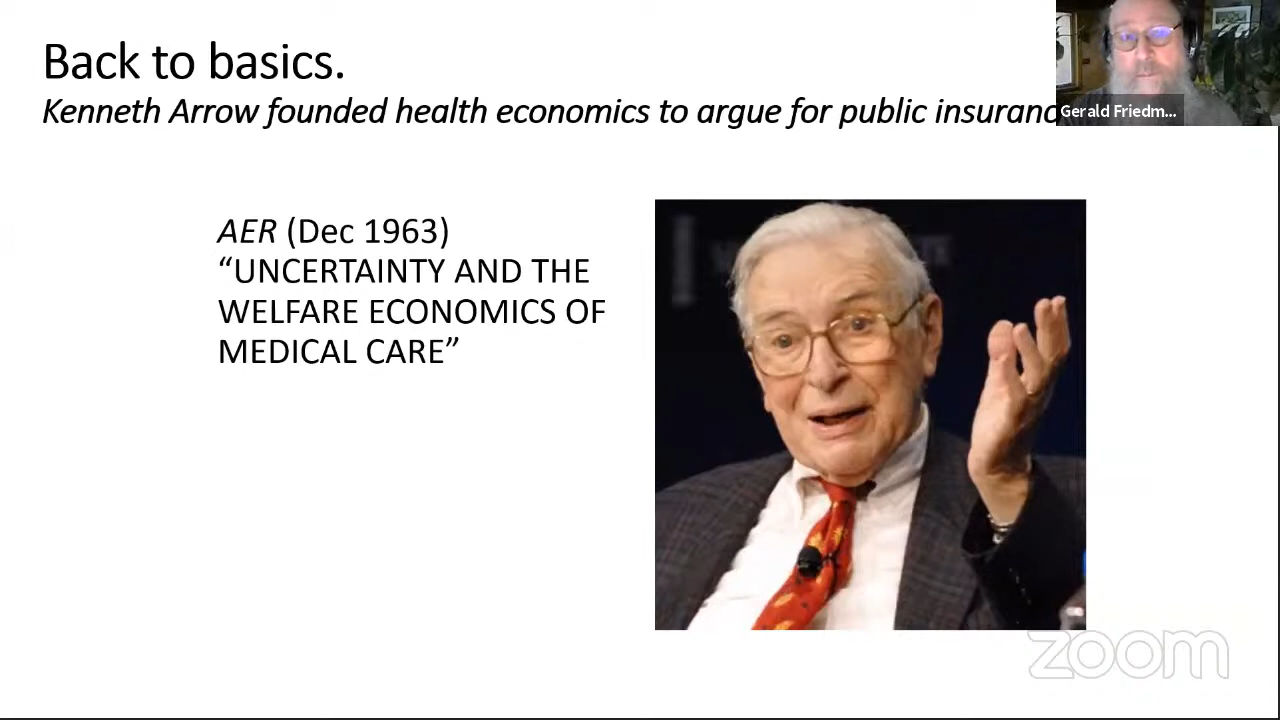 Back to basics.
Kenneth Arrow founded health economics to argue for public insuranc
Gerald Friedm...
AER (Dec 1963)
“UNCERTAINTY AND THE
WELFARE ECONOMICS OF
MEDICAL CARE”
zoom